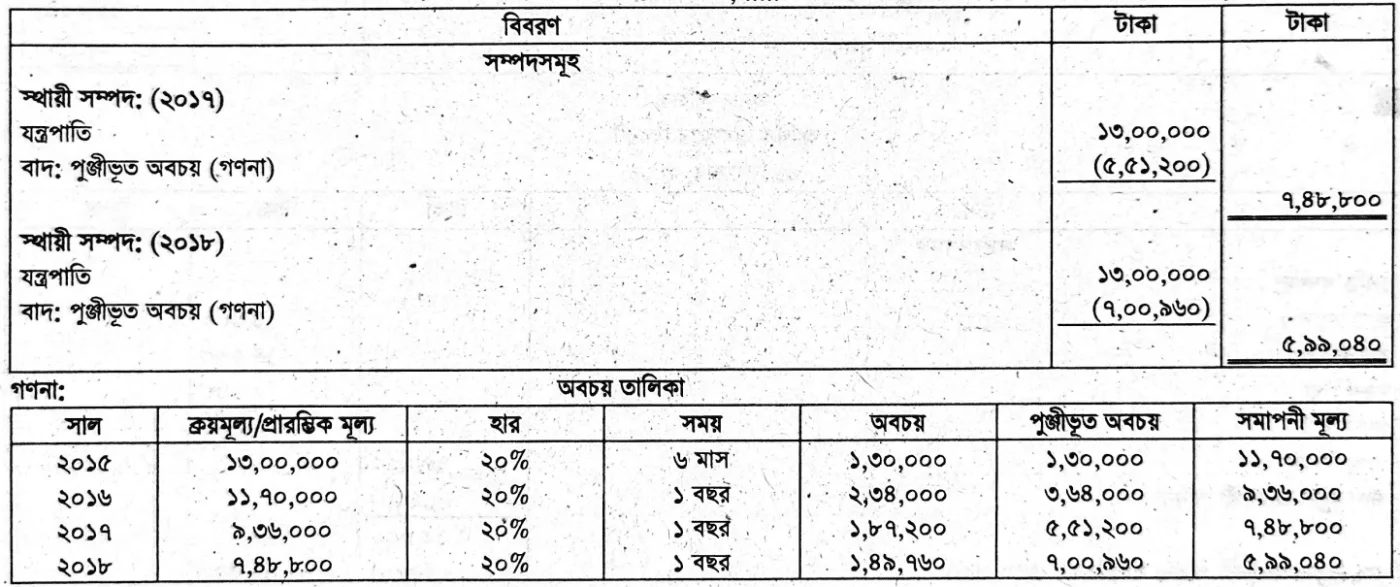 বিবরণ টাকা টাকা
সম্পদসমূহ
স্থায়ী সম্পদ: (২০১৭)
যন্ত্রপাতি ১৩,০০,০০০
বাদ: পুঞ্জীভূত অবচয় (গণনা) (৫,৫১,২০০)
৭,৪৮,৮০০
স্থায়ী সম্পদ: (২০১৮)
যন্ত্রপাতি ১৩,০০,০০০
বাদ: পুঞ্জীভূত অবচয় (গণনা) (৭,০০,৯৬০)
৫,৯৯,০৪০
গণনা: অবচয় তালিকা
সাল ক্রয়মূল্য/প্রারম্ভিক মূল্য হার সময় অবচয় পুঞ্জীভূত অবচয় সমাপনী মূল্য
২০১৫ ১৩,০০,০০০ ২০% ৬ মাস ১,৩০,০০০ ১,৩০,০০০ ১১,৭০,০০০
২০১৬ ১১,৭০,০০০ ২০% ১ বছর ২,৩৪,০০০ ৩,৬৪,০০০ ৯,৩৬,০০০
২০১৭ ৯,৩৬,০০০ ২০% ১ বছর ১,৮৭,২০০ ৫,৫১,২০০ ৭,৪৮,৮০০
২০১৮ ৭,৪৮,৮০০ ২০% ১ বছর ১,৪৯,৭৬০ ৭,০০,৯৬০ ৫,৯৯,০৪০